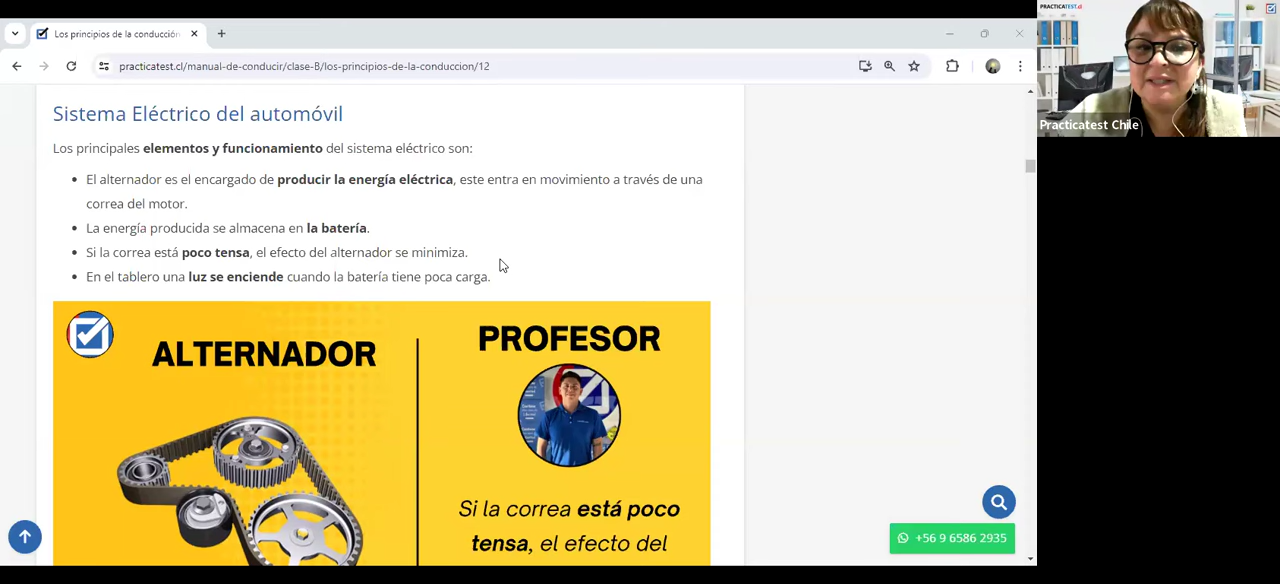 Los principios de la conducción
practicatest.cl/manual-de-conducir/clase-B/los-principios-de-la-conduccion/12
PRACTICATEST.cl
Practicatest Chile
Sistema Eléctrico del automóvil
Los principales elementos y funcionamiento del sistema eléctrico son:
El alternador es el encargado de producir la energía eléctrica, este entra en movimiento a través de una
correa del motor.
La energía producida se almacena en la batería.
Si la correa está poco tensa, el efecto del alternador se minimiza.
En el tablero una luz se enciende cuando la batería tiene poca carga.
ALTERNADOR
PROFESOR
Si la correa está poco
tensa, el efecto del
+56 9 6586 2935